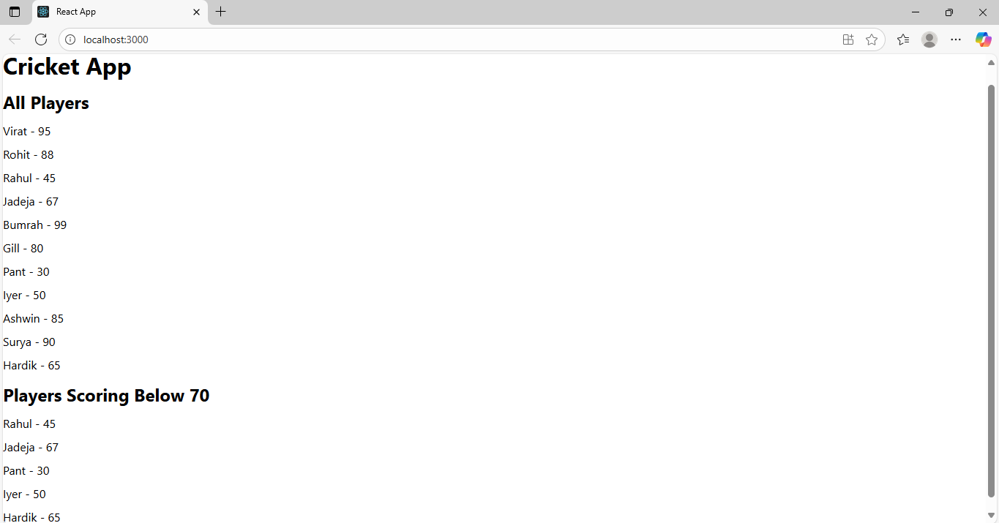 React App
localhost:3000
Cricket App
All Players
Virat - 95
Rohit - 88
Rahul - 45
Jadeja - 67
Bumrah - 99
Gill - 80
Pant - 30
Iyer - 50
Ashwin - 85
Surya - 90
Hardik - 65
Players Scoring Below 70
Rahul - 45
Jadeja - 67
Pant - 30
Iyer - 50
Hardik - 65